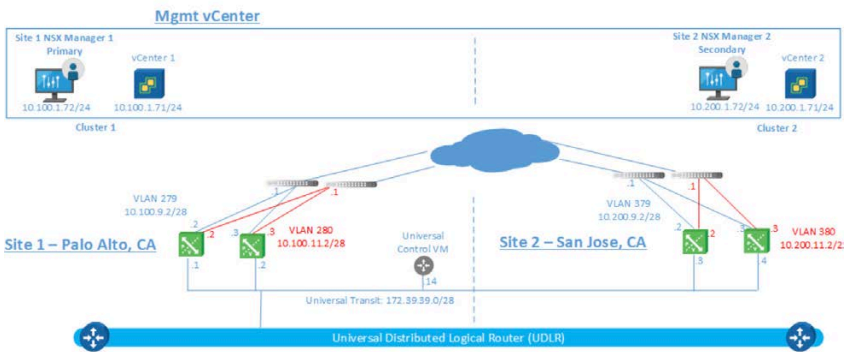 Mgmt vCenter
Site 1 NSX Manager 1
Primary
vCenter 1
10.100.1.72/24
10.100.1.71/24
Cluster 1
Site 2 NSX Manager 2
Secondary
vCenter 2
10.200.1.72/24
10.200.1.71/24
Cluster 2
.1
.1
.1
.1
VLAN 279
10.100.9.2/28
VLAN 379
10.200.9.2/28
.2
.2
.3
.3
VLAN 280
10.100.11.2/28
.2
.2
.3
.3
VLAN 380
10.200.11.2/2
Site 1 – Palo Alto, CA
Universal
Control VM
Site 2 – San Jose, CA
.1
.2
.14
.3
.4
Universal Transit: 172.39.39.0/28
Universal Distributed Logical Router (UDLR)